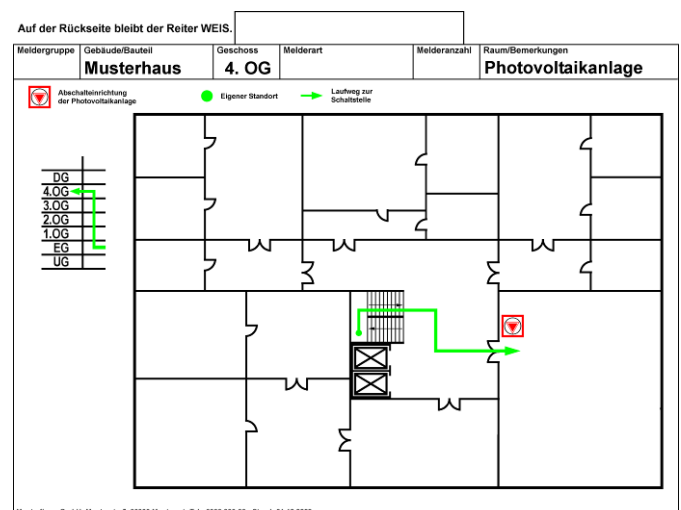 Auf der Rückseite bleibt der Reiter WEIS.
Meldergruppe Gebäude/Bauteil Geschoss Melderart Melderanzahl Raum/Bemerkungen
Musterhaus 4. OG Photovoltaikanlage
Abschalteinrichtung
der Photovoltaikanlage
Eigener Standort
Laufweg zur
Schaltstelle
DG
4.OG
3.OG
2.OG
1.OG
EG
UG